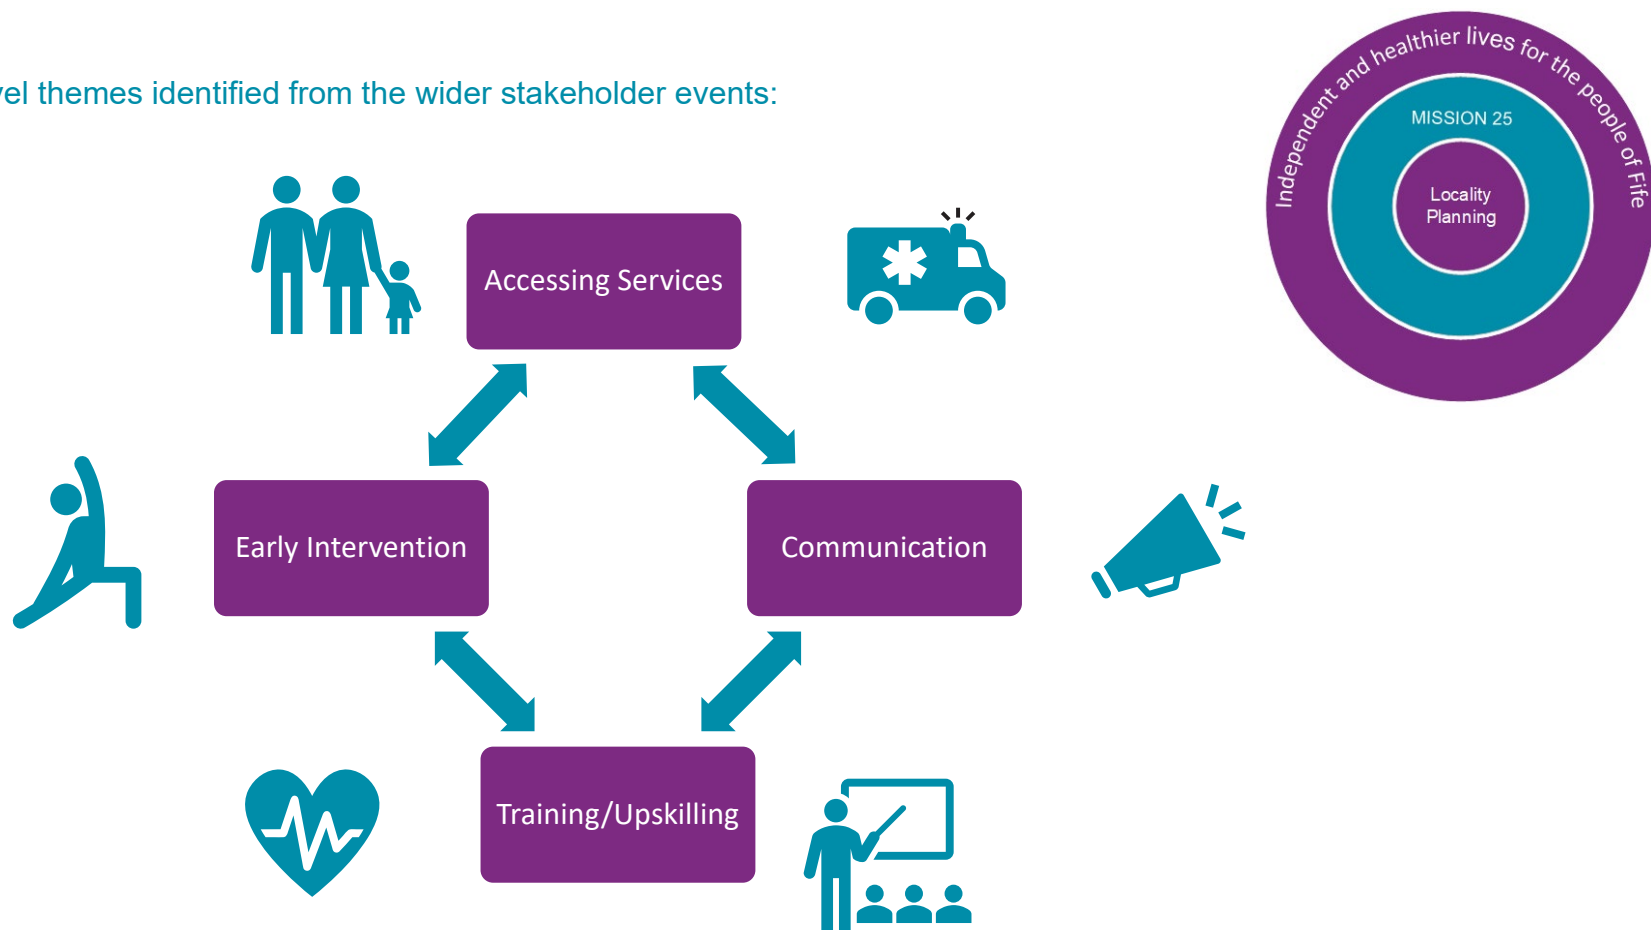 themes identified from the wider stakeholder events:
Independent and healthier lives for the people of Fife
MISSION 25
Locality
Planning
Accessing Services
Early Intervention
Communication
Training/Upskilling